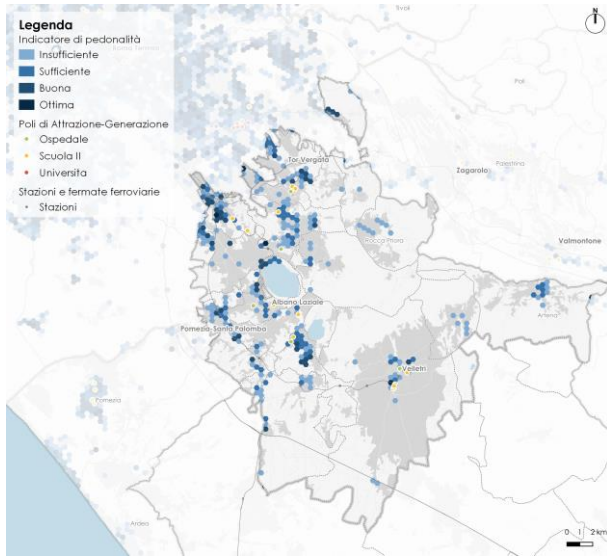 Legenda
Indicatore di pedonalità
Insufficiente
Sufficiente
Buona
Ottima
Poli di Attrazione-Generazione
Ospedale
Scuola II
Universita
Stazioni e fermate ferroviarie
Stazioni
N
Tivoli
Poli
Tor Vergata
Zagarolo
Palestrina
Rocca Priora
Valmontone
Albano Laziale
Artena
Pomezia-Santa Palomba
Velletri
Pomezia
Ardea
0 1 2 km